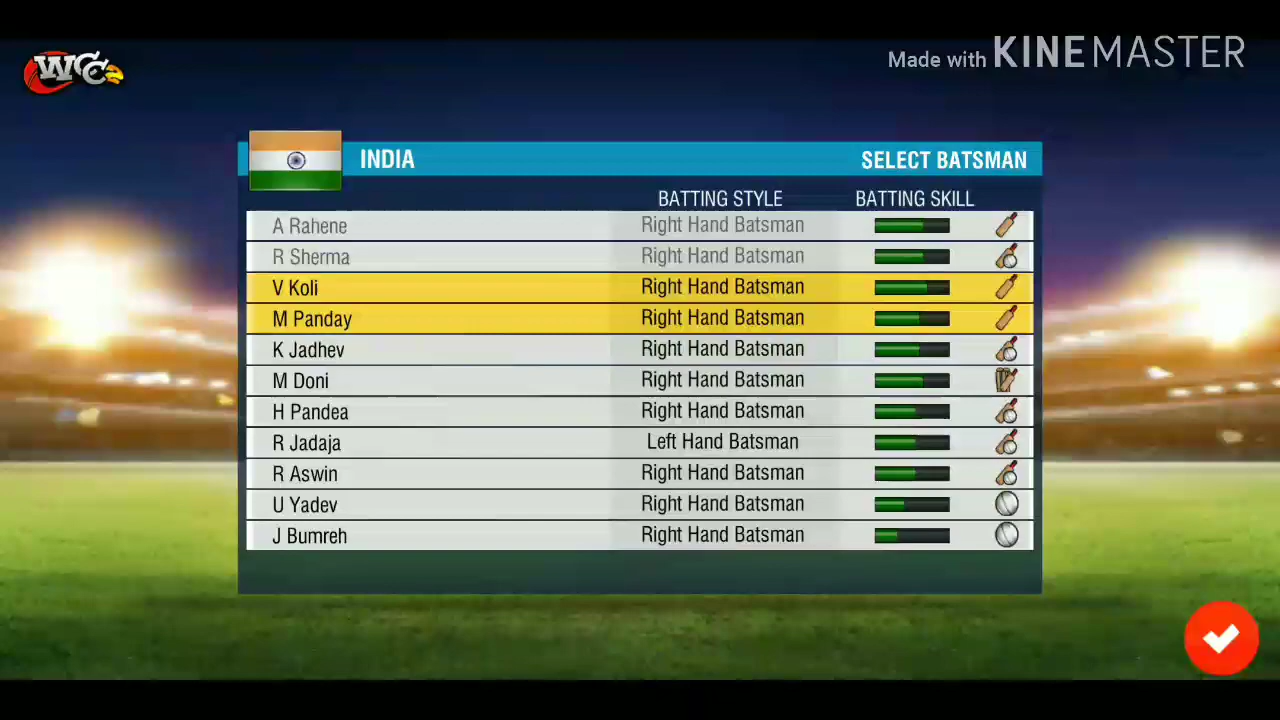 WCC
Made with KINEMASTER
INDIA SELECT BATSMAN
BATTING STYLE BATTING SKILL
A Rahene Right Hand Batsman
R Sherma Right Hand Batsman
V Koli Right Hand Batsman
M Panday Right Hand Batsman
K Jadhev Right Hand Batsman
M Doni Right Hand Batsman
H Pandea Right Hand Batsman
R Jadaja Left Hand Batsman
R Aswin Right Hand Batsman
U Yadev Right Hand Batsman
J Bumreh Right Hand Batsman